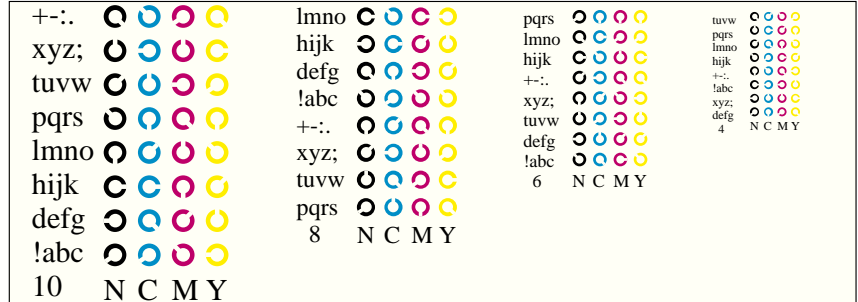 +-:.
xyz;
tuvw
pqrs
lmno
hijk
defg
!abc
10 N C M Y
lmno
hijk
defg
!abc
+-:.
xyz;
tuvw
pqrs
8 N C M Y
pqrs
lmno
hijk
+-:.
xyz;
tuvw
defg
!abc
6 N C M Y
tuvw
pqrs
lmno
hijk
+-:.
!abc
xyz;
defg
4 N C M Y